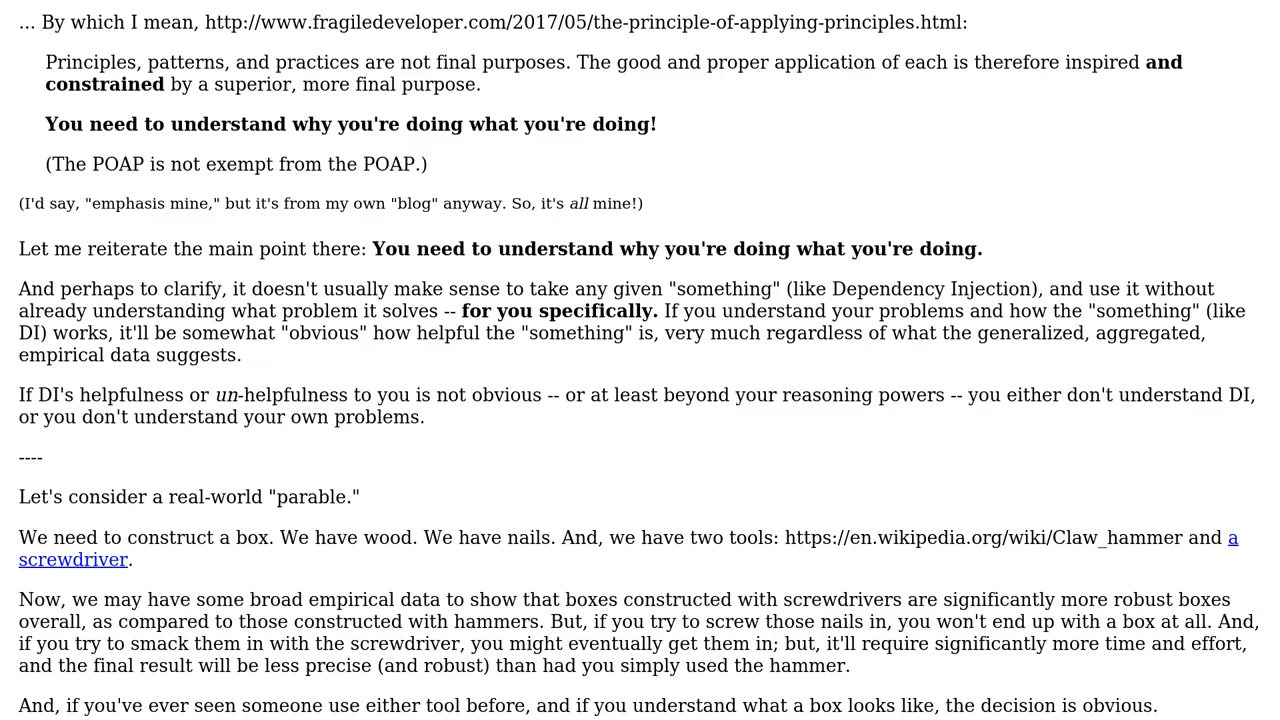 ... By which I mean, http://www.fragiledeveloper.com/2017/05/the-principle-of-applying-principles.html:
Principles, patterns, and practices are not final purposes. The good and proper application of each is therefore inspired and
constrained by a superior, more final purpose.
You need to understand why you're doing what you're doing!
(The POAP is not exempt from the POAP.)
(I'd say, "emphasis mine," but it's from my own "blog" anyway. So, it's all mine!)
Let me reiterate the main point there: You need to understand why you're doing what you're doing.
And perhaps to clarify, it doesn't usually make sense to take any given "something" (like Dependency Injection), and use it without
already understanding what problem it solves -- for you specifically. If you understand your problems and how the "something" (like
DI) works, it'll be somewhat "obvious" how helpful the "something" is, very much regardless of what the generalized, aggregated,
empirical data suggests.
If DI's helpfulness or un-helpfulness to you is not obvious -- or at least beyond your reasoning powers -- you either don't understand DI,
or you don't understand your own problems.
----
Let's consider a real-world "parable."
We need to construct a box. We have wood. We have nails. And, we have two tools: https://en.wikipedia.org/wiki/Claw_hammer and a
screwdriver.
Now, we may have some broad empirical data to show that boxes constructed with screwdrivers are significantly more robust boxes
overall, as compared to those constructed with hammers. But, if you try to screw those nails in, you won't end up with a box at all. And,
if you try to smack them in with the screwdriver, you might eventually get them in; but, it'll require significantly more time and effort,
and the final result will be less precise (and robust) than had you simply used the hammer.
And, if you've ever seen someone use either tool before, and if you understand what a box looks like, the decision is obvious.